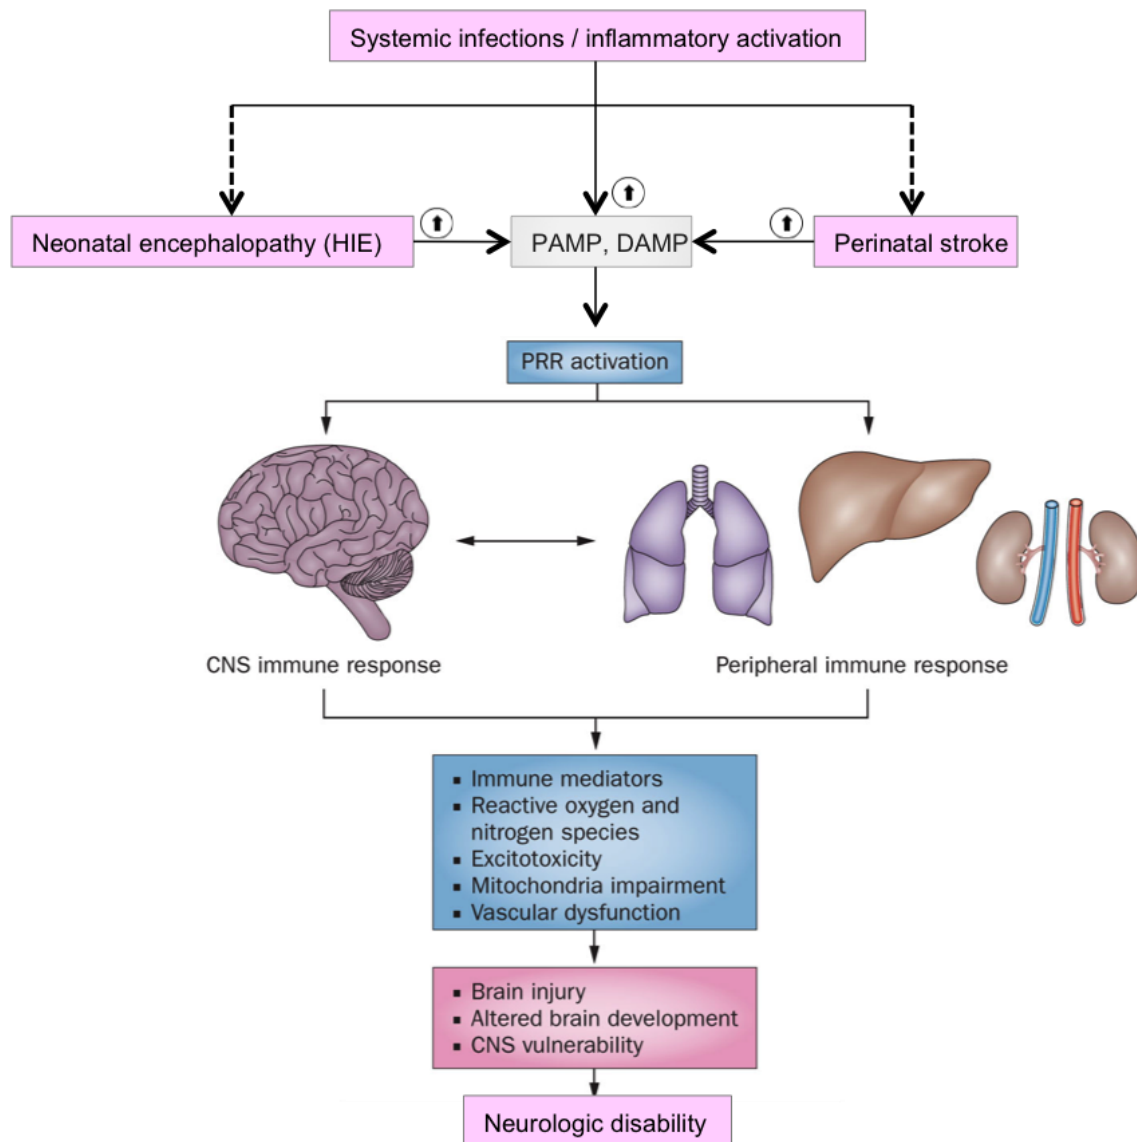 Systemic infections / inflammatory activation
Neonatal encephalopathy (HIE)
PAMP, DAMP
Perinatal stroke
PRR activation
CNS immune response
Peripheral immune response
▪ Immune mediators
▪ Reactive oxygen and
nitrogen species
▪ Excitotoxicity
▪ Mitochondria impairment
▪ Vascular dysfunction
▪ Brain injury
▪ Altered brain development
▪ CNS vulnerability
Neurologic disability